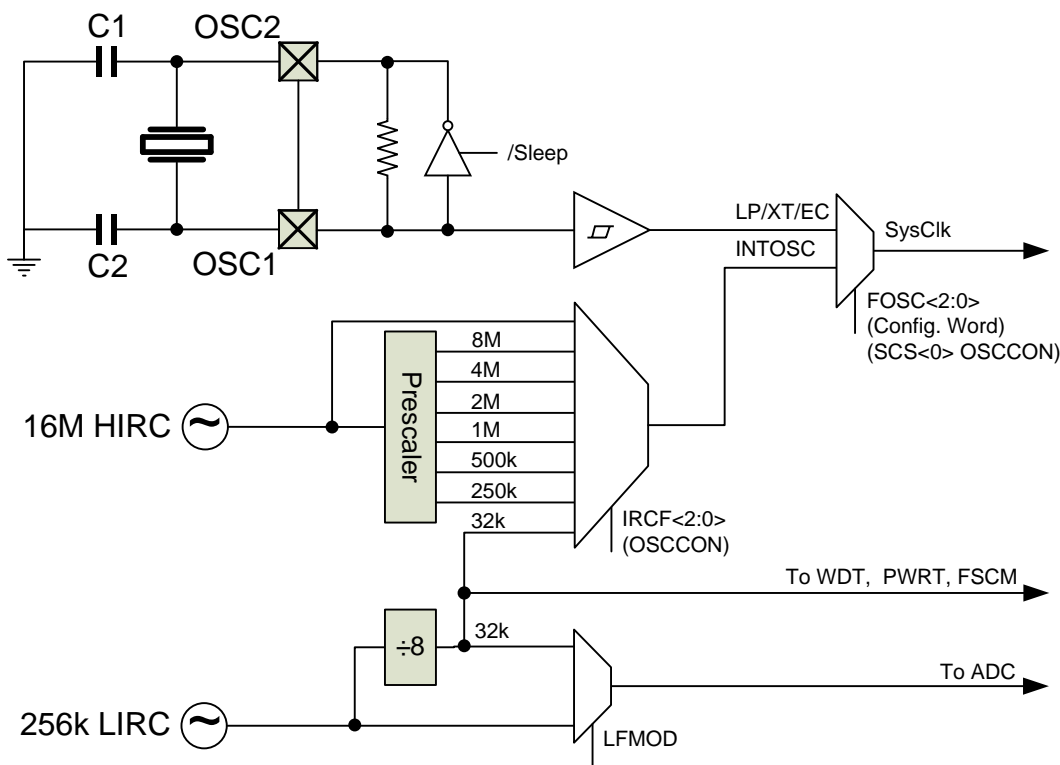 C1
OSC2
/Sleep
C2
OSC1
LP/XT/EC
INTOSC
SysClk
FOSC<2:0>
(Config. Word)
(SCS<0> OSCCON)
16M HIRC
Prescaler
8M
4M
2M
1M
500k
250k
32k
IRCF<2:0>
(OSCCON)
To WDT, PWRT, FSCM
÷8
32k
To ADC
256k LIRC
LFMOD